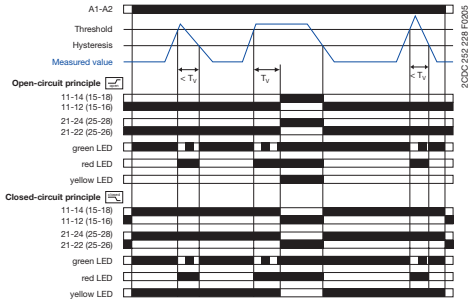 A1-A2
Threshold
Hysteresis
Measured value
< Tv
Tv
< Tv
Open-circuit principle open
11-14 (15-18)
11-12 (15-16)
21-24 (25-28)
21-22 (25-26)
green LED
red LED
yellow LED
Closed-circuit principle closed
11-14 (15-18)
11-12 (15-16)
21-24 (25-28)
21-22 (25-26)
green LED
red LED
yellow LED
2CDC 252 228 F0205